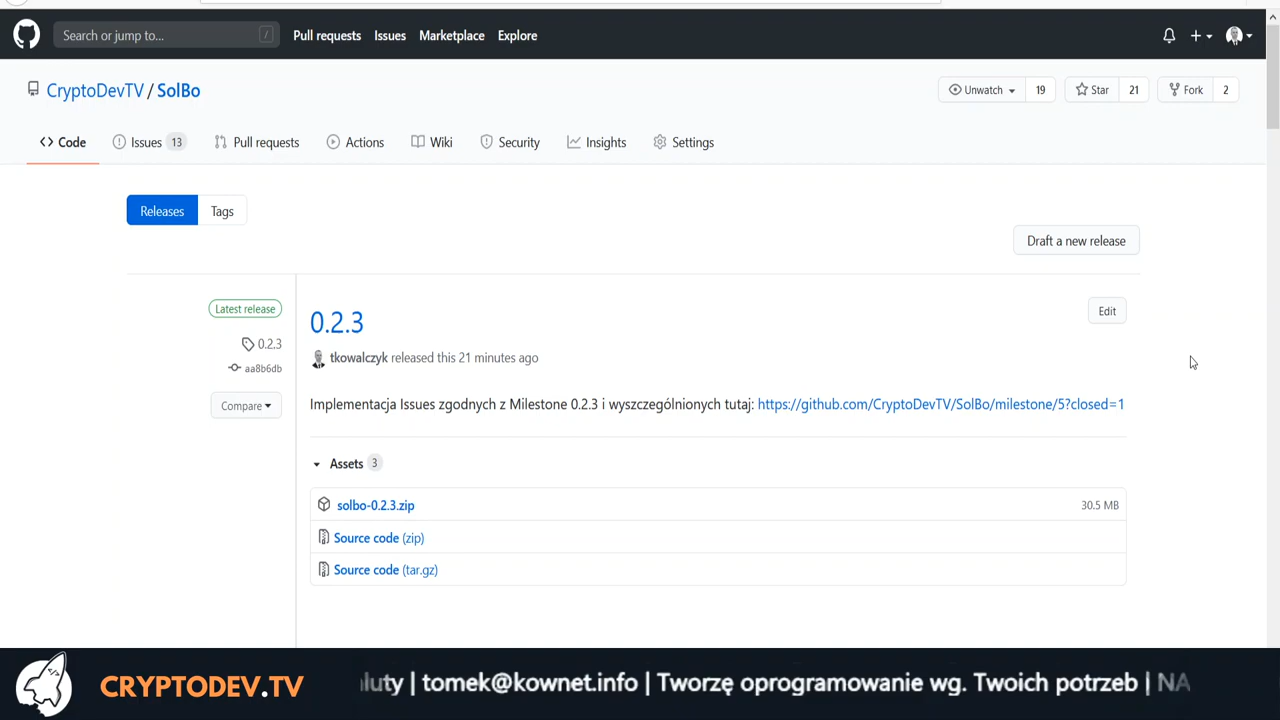 Search or jump to... /
Pull requests Issues Marketplace Explore
CryptoDevTV / SolBo
Unwatch 19 Star 21 Fork 2
Code Issues 13 Pull requests Actions Wiki Security Insights Settings
Releases Tags
Draft a new release
Latest release
0.2.3
aa8b6db
Compare
0.2.3
Edit
tkowalczyk released this 21 minutes ago
Implementacja Issues zgodnych z Milestone 0.2.3 i wyszczególnionych tutaj: https://github.com/CryptoDevTV/SolBo/milestone/5?closed=1
Assets 3
solbo-0.2.3.zip 30.5 MB
Source code (zip)
Source code (tar.gz)
CRYPTODEV.TV
luty | tomek@kownet.info | Tworzę oprogramowanie wg. Twoich potrzeb | NA